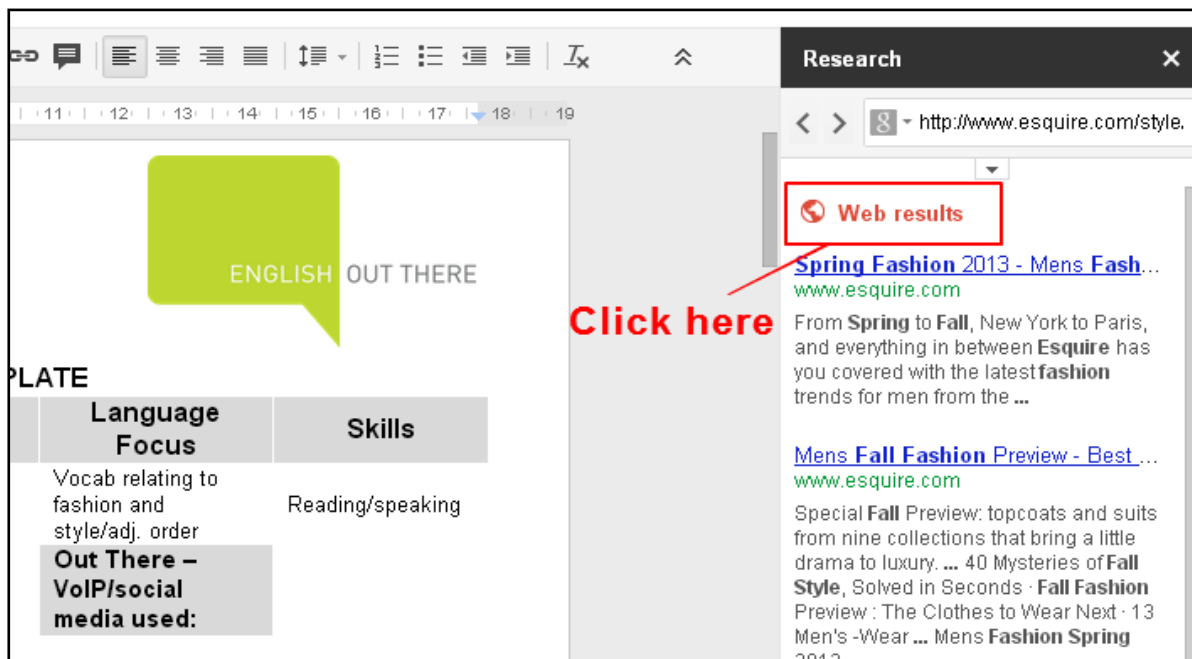 Research
11 12 13 14 15 16 17 18 19
http://www.esquire.com/style.
Web results
Spring Fashion 2013 - Mens Fash...
www.esquire.com
From Spring to Fall, New York to Paris,
and everything in between Esquire has
you covered with the latest fashion
trends for men from the ...
Mens Fall Fashion Preview - Best ...
www.esquire.com
Special Fall Preview: topcoats and suits
from nine collections that bring a little
drama to luxury. ... 40 Mysteries of Fall
Style, Solved in Seconds · Fall Fashion
Preview : The Clothes to Wear Next · 13
Men's -Wear ... Mens Fashion Spring
Click here
ENGLISH OUT THERE
PLATE
Language
Focus
Skills
Vocab relating to
fashion and
style/adj. order
Reading/speaking
Out There –
VoIP/social
media used: